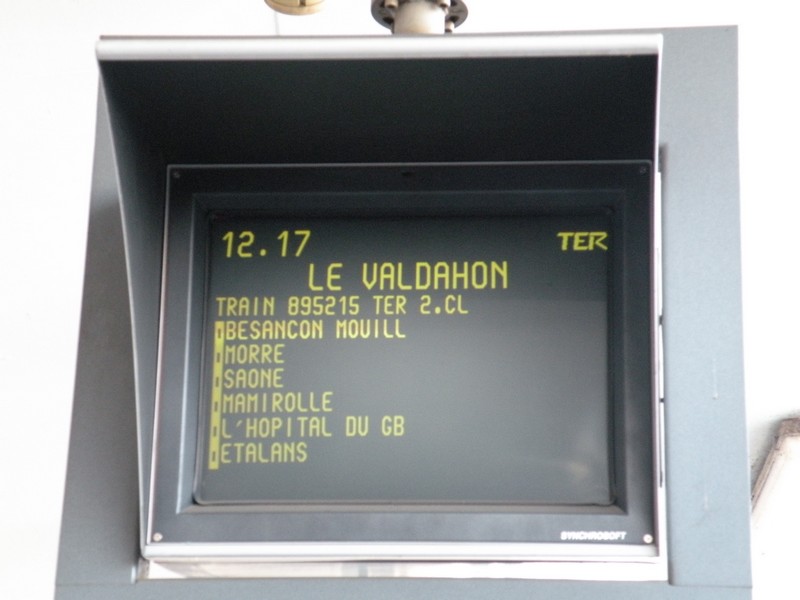 12.17 TER
LE VALDAHON
TRAIN 895215 TER 2.CL
BESANCON MOUILL
MORRE
SAONE
MAMIROLLE
L'HOPITAL DU GB
ETALANS
SYNCHROSOFT